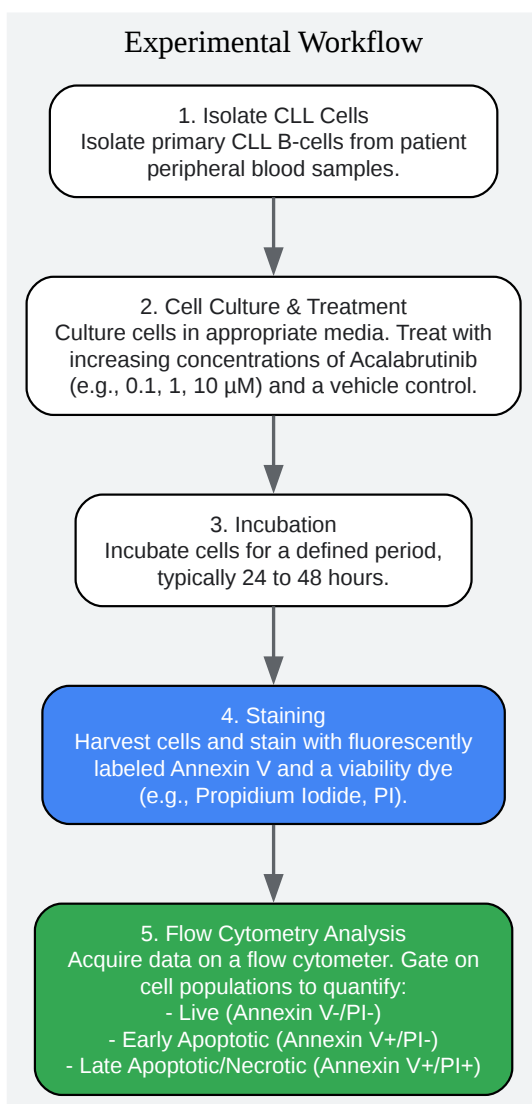 Experimental Workflow
1. Isolate CLL Cells
Isolate primary CLL B-cells from patient
peripheral blood samples.
2. Cell Culture & Treatment
Culture cells in appropriate media. Treat with
increasing concentrations of Acalabrutinib
(e.g., 0.1, 1, 10 µM) and a vehicle control.
3. Incubation
Incubate cells for a defined period,
typically 24 to 48 hours.
4. Staining
Harvest cells and stain with fluorescently
labeled Annexin V and a viability dye
(e.g., Propidium Iodide, PI).
5. Flow Cytometry Analysis
Acquire data on a flow cytometer. Gate on
cell populations to quantify:
- Live (Annexin V-/PI-)
- Early Apoptotic (Annexin V+/PI-)
- Late Apoptotic/Necrotic (Annexin V+/PI+)